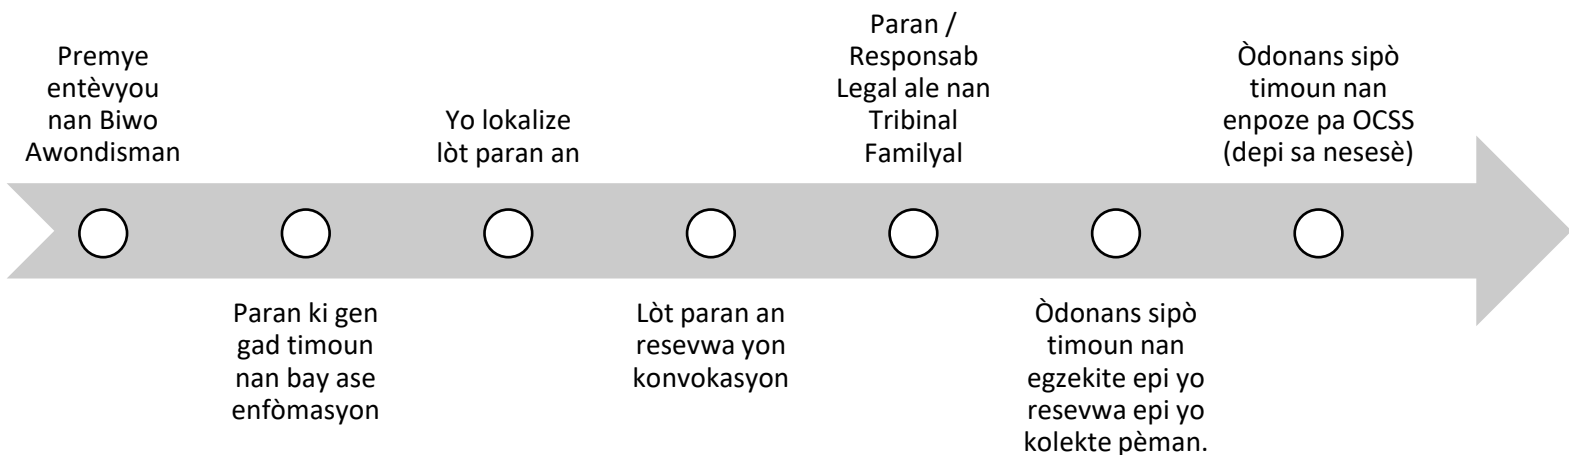 Premye
entèvyou
nan Biwo
Awondisman
Paran ki gen
gad timoun
nan bay ase
enfòmasyon
Yo lokalize
lòt paran an
Lòt paran an
resevwa yon
konvokasyon
Paran /
Responsab
Legal ale nan
Tribinal
Familyal
Òdonans sipò
timoun nan
egzekite epi yo
resevwa epi yo
kolekte pèman.
Òdonans sipò
timoun nan
enpoze pa OCSS
(depi sa nesesè)